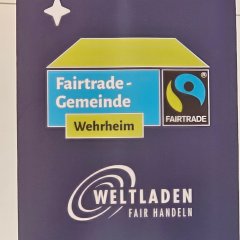 Fairtrade-
Gemeinde
Wehrheim
®
FAIRTRADE
WELTLADEN
FAIR HANDELN